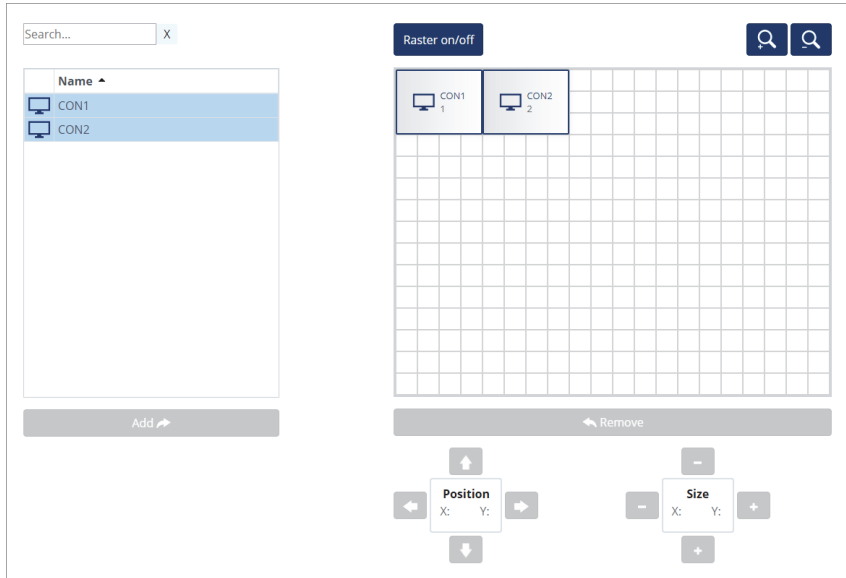 Search...
X
Raster on/off
+
-
Name
CON1
CON2
CON1
1
CON2
2
Add
Remove
Position
X: Y:
-
-
Size
X: Y:
+
+